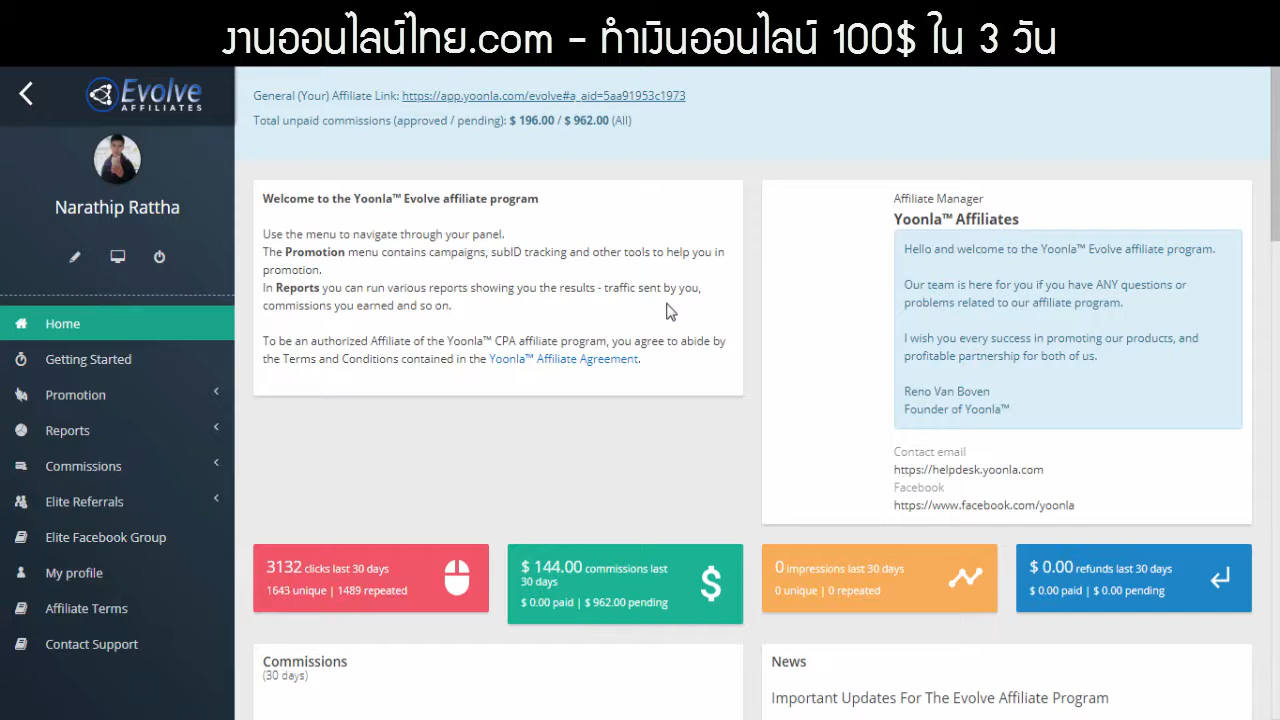 งานออนไลน์ไทย.com - ทำเงินออนไลน์ 100$ ใน 3 วัน
Evolve
AFFILIATES
Narathip Rattha
Home
Getting Started
Promotion
Reports
Commissions
Elite Referrals
Elite Facebook Group
My profile
Affiliate Terms
Contact Support
General (Your) Affiliate Link: https://app.yoonla.com/evolve#a_aid=5aa91953c1973
Total unpaid commissions (approved / pending): $ 196.00 / $ 962.00 (All)
Welcome to the Yoonla™ Evolve affiliate program
Use the menu to navigate through your panel.
The Promotion menu contains campaigns, subID tracking and other tools to help you in
promotion.
In Reports you can run various reports showing you the results - traffic sent by you,
commissions you earned and so on.
To be an authorized Affiliate of the Yoonla™ CPA affiliate program, you agree to abide by
the Terms and Conditions contained in the Yoonla™ Affiliate Agreement.
Affiliate Manager
Yoonla™ Affiliates
Hello and welcome to the Yoonla™ Evolve affiliate program.
Our team is here for you if you have ANY questions or
problems related to our affiliate program.
I wish you every success in promoting our products, and
profitable partnership for both of us.
Reno Van Boven
Founder of Yoonla™
Contact email
https://helpdesk.yoonla.com
Facebook
https://www.facebook.com/yoonla
3132 clicks last 30 days
1643 unique | 1489 repeated
$ 144.00 commissions last
30 days
$ 0.00 paid | $ 962.00 pending
0 impressions last 30 days
0 unique | 0 repeated
$ 0.00 refunds last 30 days
$ 0.00 paid | $ 0.00 pending
Commissions
(30 days)
News
Important Updates For The Evolve Affiliate Program